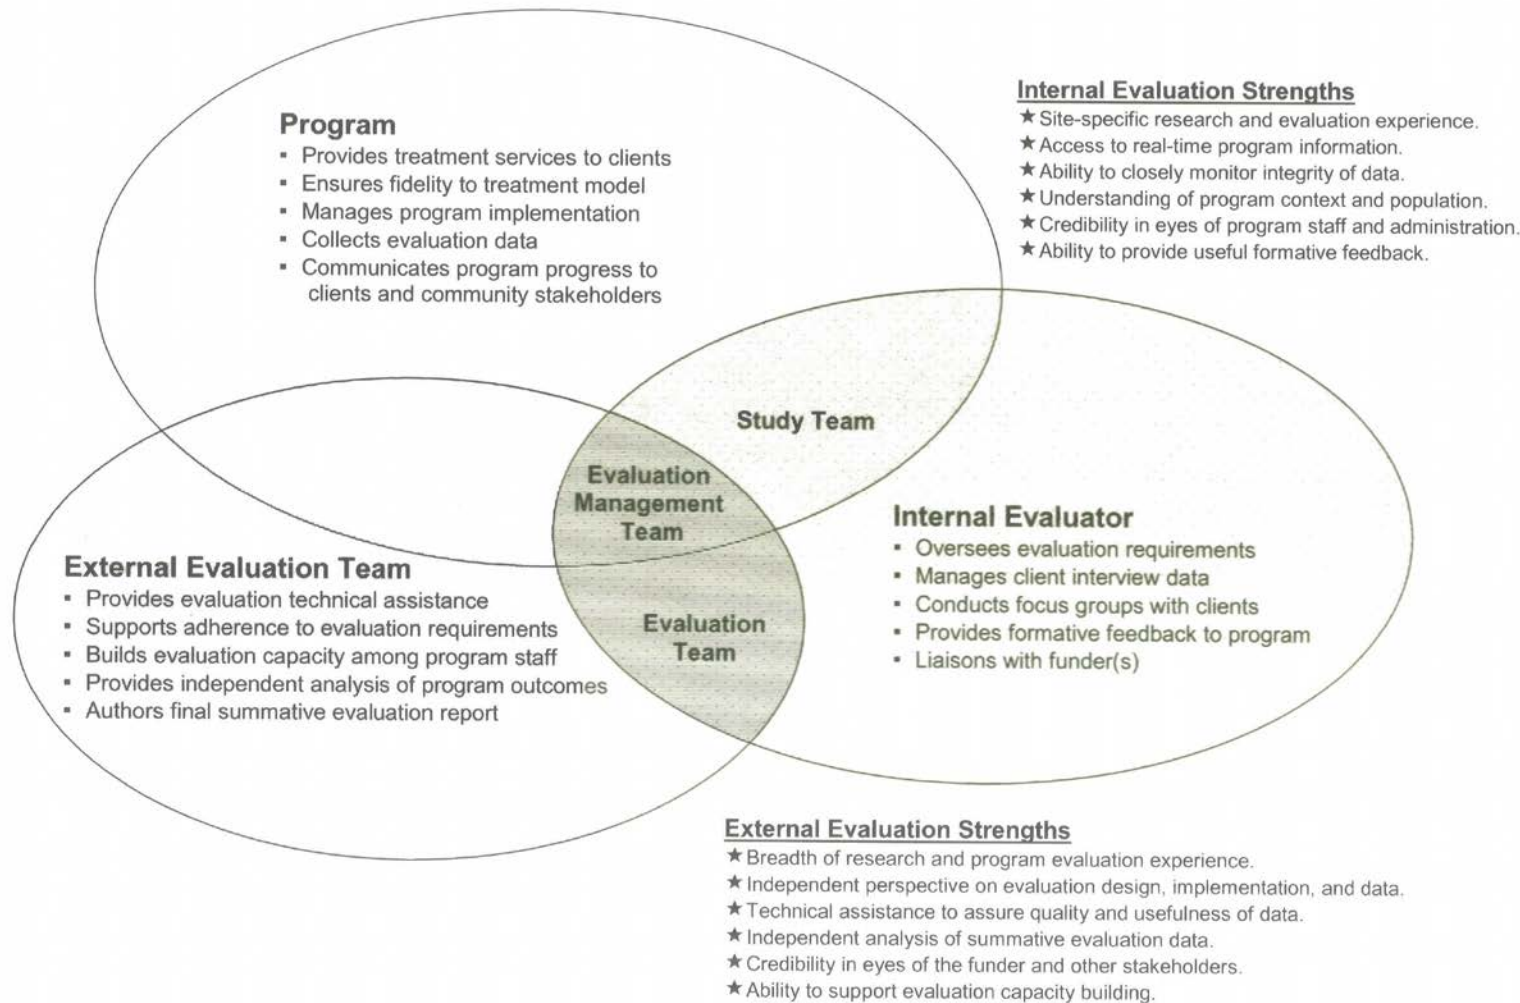 Program
▪ Provides treatment services to clients
▪ Ensures fidelity to treatment model
▪ Manages program implementation
▪ Collects evaluation data
▪ Communicates program progress to
clients and community stakeholders
Internal Evaluation Strengths
★ Site-specific research and evaluation experience.
★ Access to real-time program information.
★ Ability to closely monitor integrity of data.
★ Understanding of program context and population.
★ Credibility in eyes of program staff and administration.
★ Ability to provide useful formative feedback.
Study Team
Evaluation
Management
Team
Internal Evaluator
▪ Oversees evaluation requirements
▪ Manages client interview data
▪ Conducts focus groups with clients
▪ Provides formative feedback to program
▪ Liaisons with funder(s)
External Evaluation Team
▪ Provides evaluation technical assistance
▪ Supports adherence to evaluation requirements
▪ Builds evaluation capacity among program staff
▪ Provides independent analysis of program outcomes
▪ Authors final summative evaluation report
Evaluation
Team
External Evaluation Strengths
★ Breadth of research and program evaluation experience.
★ Independent perspective on evaluation design, implementation, and data.
★ Technical assistance to assure quality and usefulness of data.
★ Independent analysis of summative evaluation data.
★ Credibility in eyes of the funder and other stakeholders.
★ Ability to support evaluation capacity building.